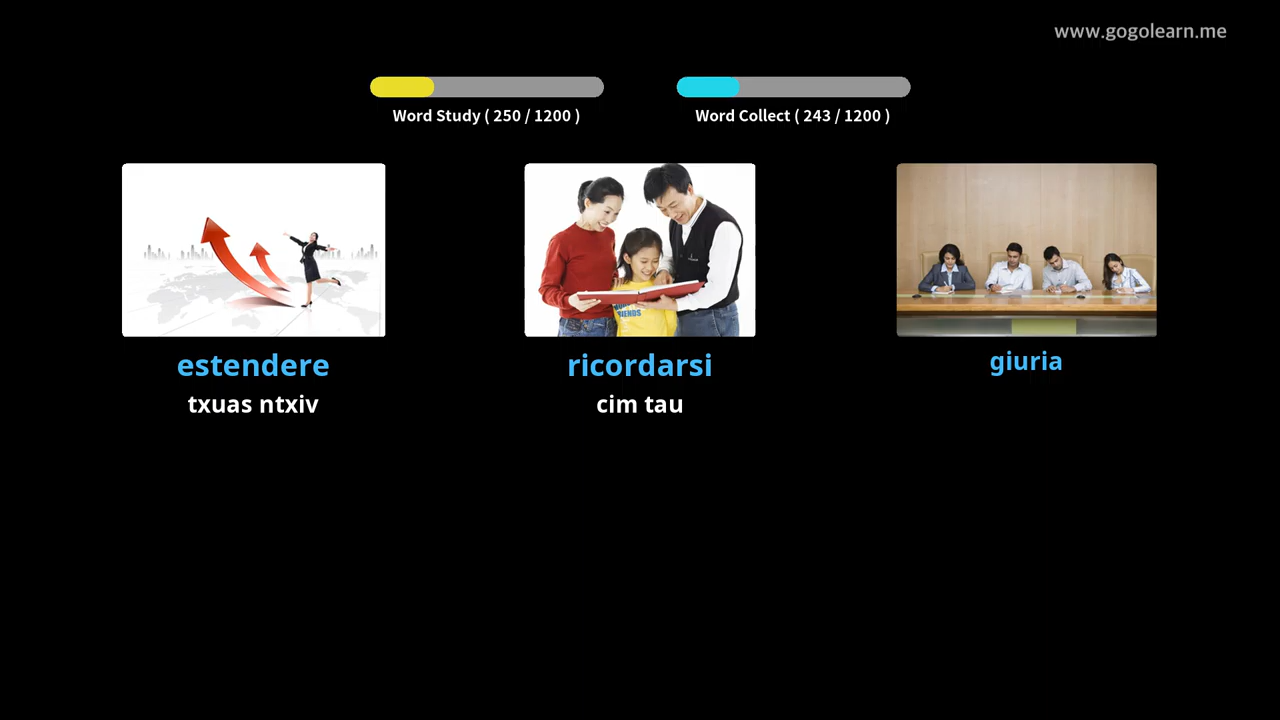 www.gogolearn.me
Word Study ( 250 / 1200 )
Word Collect ( 243 / 1200 )
estendere
ricordarsi
giuria
txuas ntxiv
cim tau